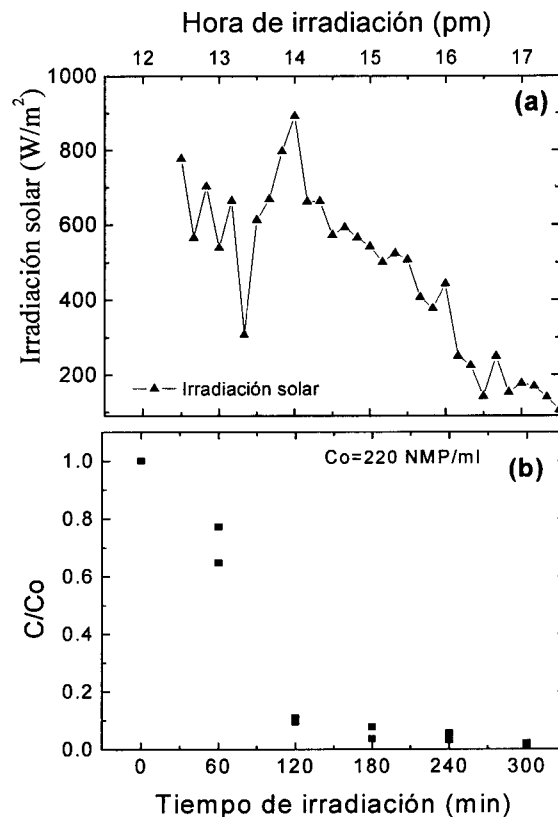 Hora de irradiación (pm)
12 13 14 15 16 17
1000
800
600
400
200
Irradiación solar (W/m²)
(a)
Irradiación solar
1.0
0.8
0.6
0.4
0.2
0.0
C/Co
Co=220 NMP/ml
(b)
0 60 120 180 240 300
Tiempo de irradiación (min)